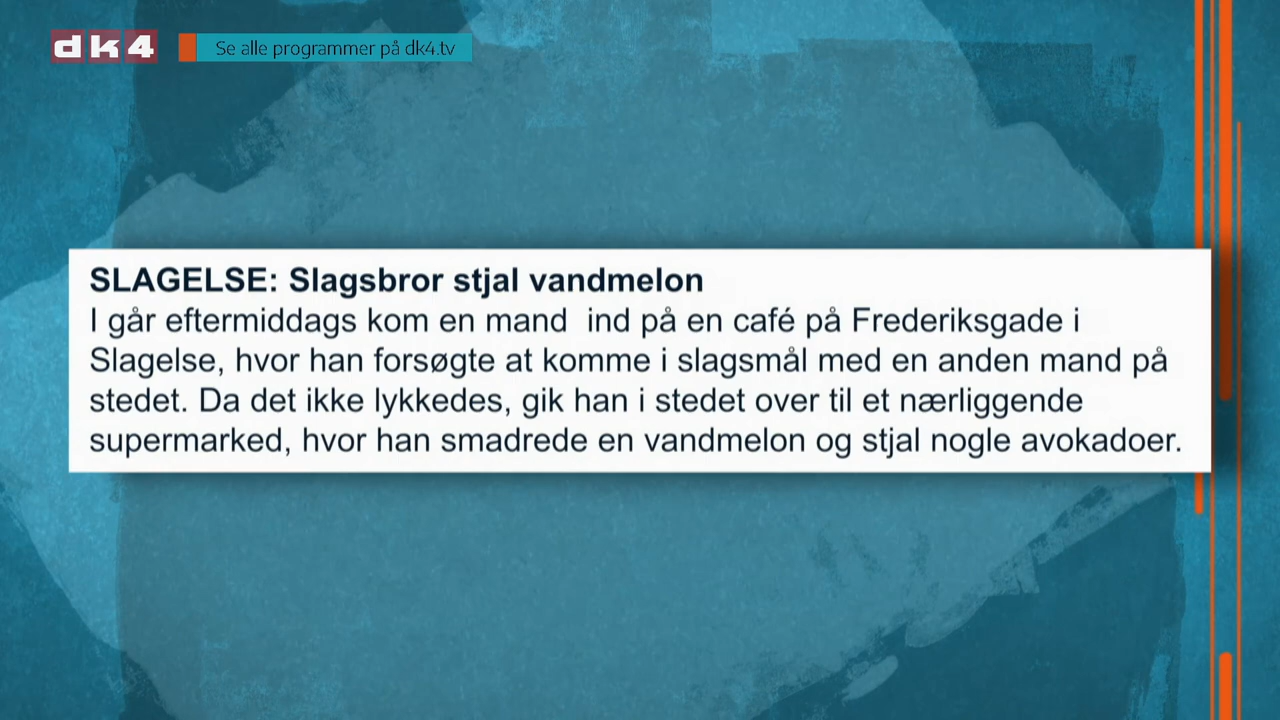 dk4
Se alle programmer på dk4.tv
SLAGELSE: Slagsbror stjal vandmelon
I går eftermiddags kom en mand  ind på en café på Frederiksgade i
Slagelse, hvor han forsøgte at komme i slagsmål med en anden mand på
stedet. Da det ikke lykkedes, gik han i stedet over til et nærliggende
supermarked, hvor han smadrede en vandmelon og stjal nogle avokadoer.